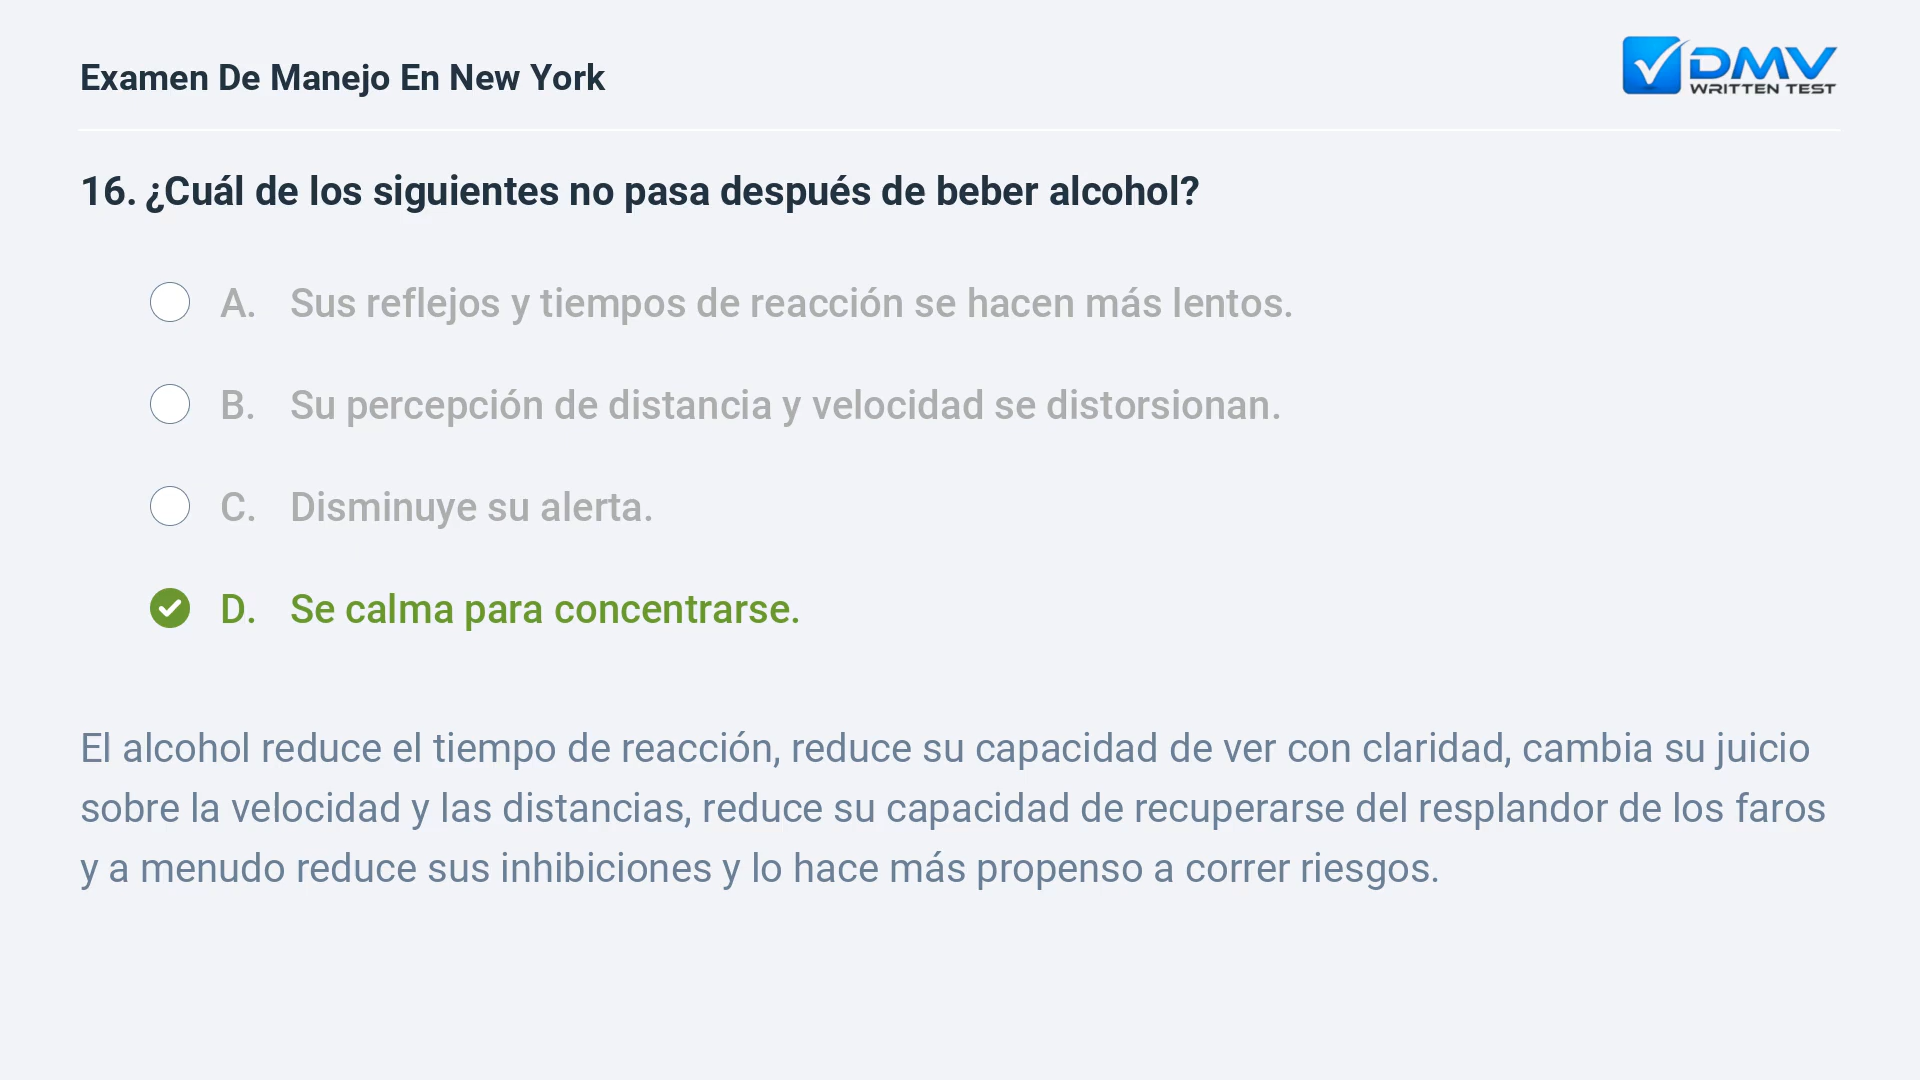 Examen De Manejo En New York
DMV
WRITTEN TEST
16. ¿Cuál de los siguientes no pasa después de beber alcohol?
A. Sus reflejos y tiempos de reacción se hacen más lentos.
B. Su percepción de distancia y velocidad se distorsionan.
C. Disminuye su alerta.
D. Se calma para concentrarse.
El alcohol reduce el tiempo de reacción, reduce su capacidad de ver con claridad, cambia su juicio
sobre la velocidad y las distancias, reduce su capacidad de recuperarse del resplandor de los faros
y a menudo reduce sus inhibiciones y lo hace más propenso a correr riesgos.